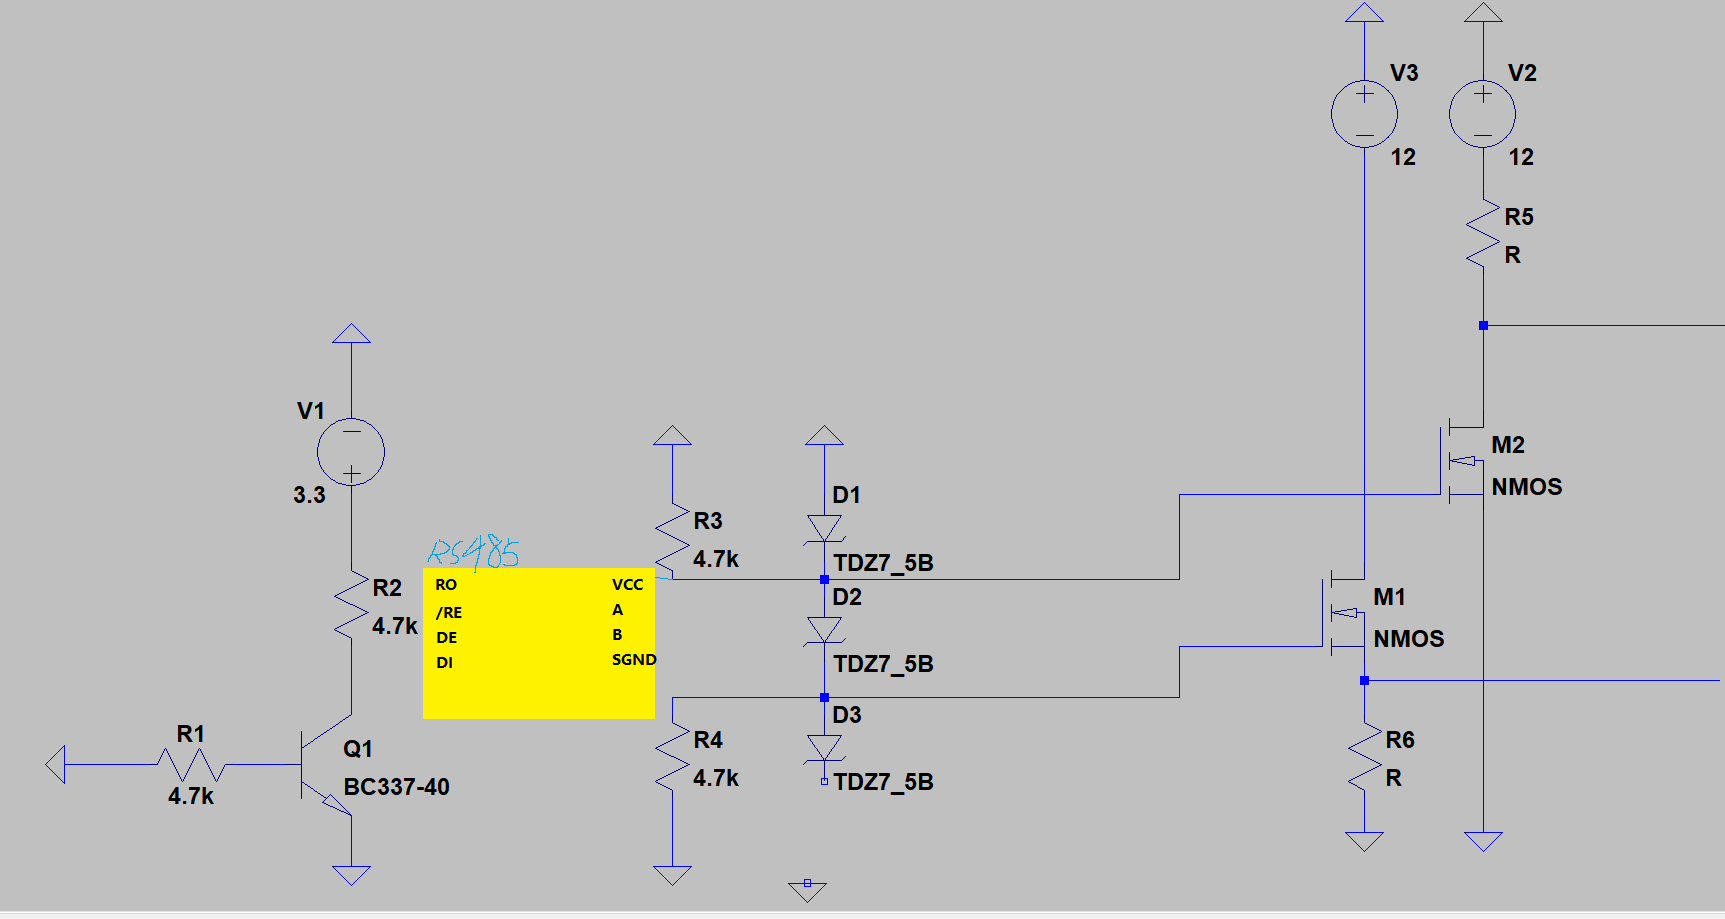 V3
V2
12
12
R5
R
V1
3.3
M2
NMOS
D1
R3
4.7k
TDZ7_5B
RS485
RO
VCC
/RE
A
DE
B
DI
SGND
R2
4.7k
D2
TDZ7_5B
M1
NMOS
D3
TDZ7_5B
R1
4.7k
Q1
BC337-40
R4
4.7k
R6
R